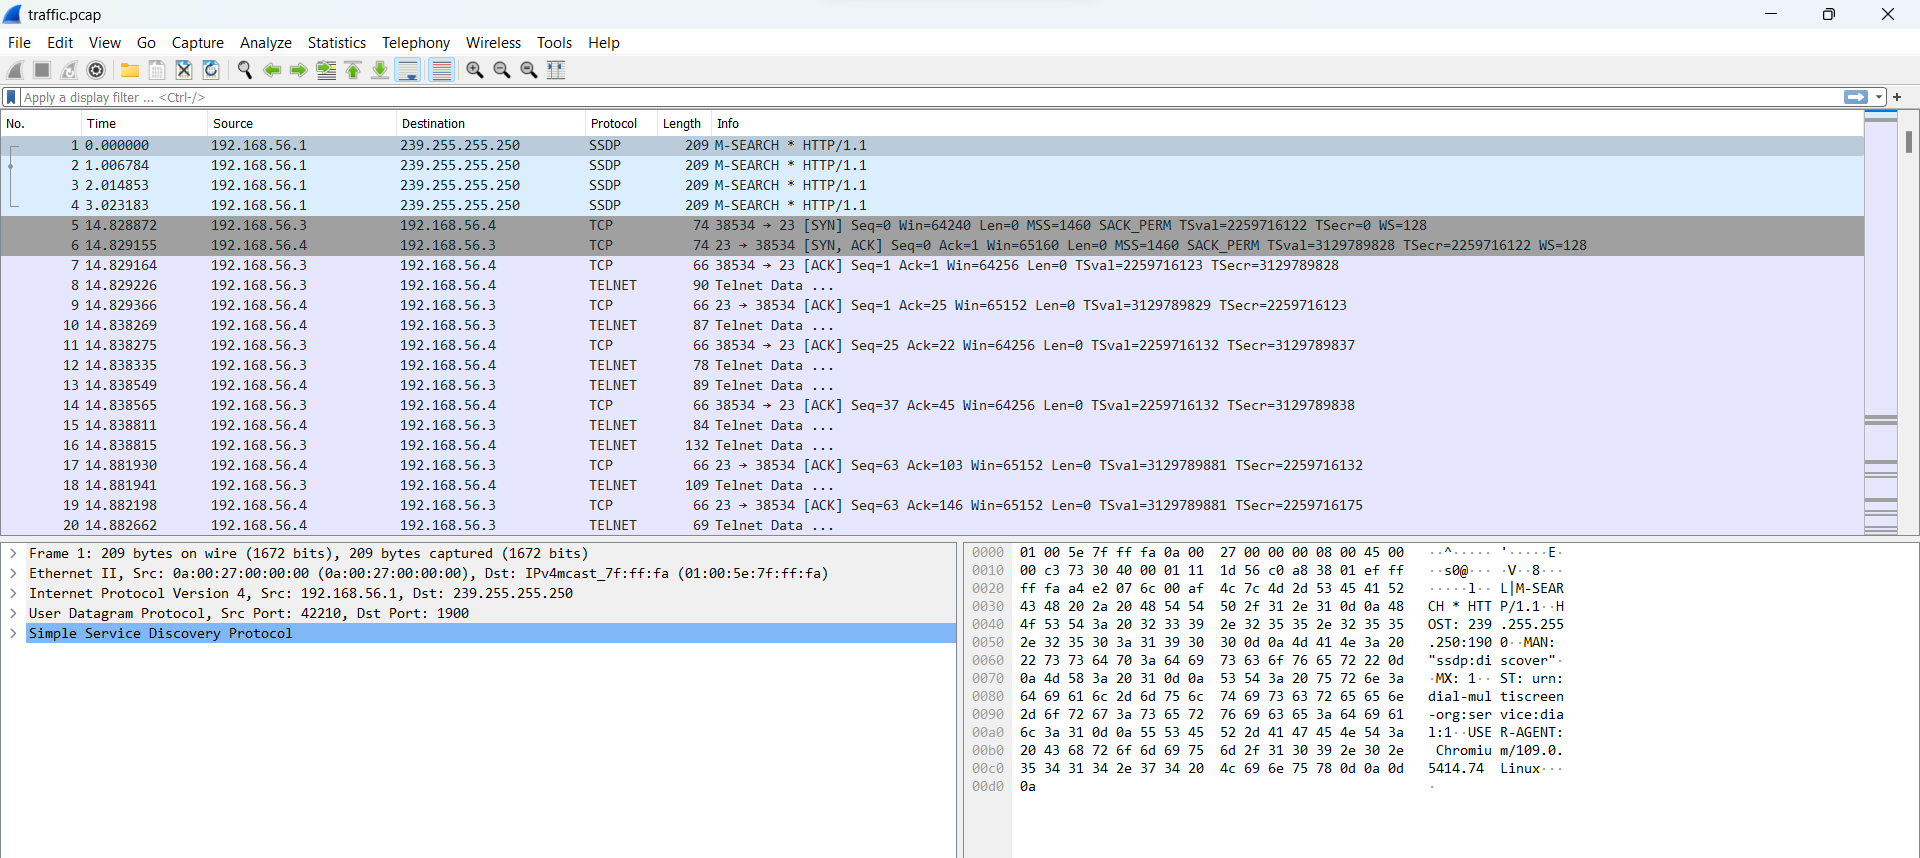 traffic.pcap
File Edit View Go Capture Analyze Statistics Telephony Wireless Tools Help
Apply a display filter ... <Ctrl-/>
No. Time Source Destination Protocol Length Info
1 0.000000 192.168.56.1 239.255.255.250 SSDP 209 M-SEARCH * HTTP/1.1
2 1.006784 192.168.56.1 239.255.255.250 SSDP 209 M-SEARCH * HTTP/1.1
3 2.014853 192.168.56.1 239.255.255.250 SSDP 209 M-SEARCH * HTTP/1.1
4 3.023183 192.168.56.1 239.255.255.250 SSDP 209 M-SEARCH * HTTP/1.1
5 14.828872 192.168.56.3 192.168.56.4 TCP 74 38534 → 23 [SYN] Seq=0 Win=64240 Len=0 MSS=1460 SACK_PERM TSval=2259716122 TSecr=0 WS=128
6 14.829155 192.168.56.4 192.168.56.3 TCP 74 23 → 38534 [SYN, ACK] Seq=0 Ack=1 Win=65160 Len=0 MSS=1460 SACK_PERM TSval=3129789828 TSecr=2259716122 WS=128
7 14.829164 192.168.56.3 192.168.56.4 TCP 66 38534 → 23 [ACK] Seq=1 Ack=1 Win=64256 Len=0 TSval=2259716123 TSecr=3129789828
8 14.829226 192.168.56.3 192.168.56.4 TELNET 90 Telnet Data ...
9 14.829366 192.168.56.4 192.168.56.3 TCP 66 23 → 38534 [ACK] Seq=1 Ack=25 Win=65152 Len=0 TSval=3129789829 TSecr=2259716123
10 14.838269 192.168.56.4 192.168.56.3 TELNET 87 Telnet Data ...
11 14.838275 192.168.56.3 192.168.56.4 TCP 66 38534 → 23 [ACK] Seq=25 Ack=22 Win=64256 Len=0 TSval=2259716132 TSecr=3129789837
12 14.838335 192.168.56.3 192.168.56.4 TELNET 78 Telnet Data ...
13 14.838549 192.168.56.4 192.168.56.3 TELNET 89 Telnet Data ...
14 14.838565 192.168.56.3 192.168.56.4 TCP 66 38534 → 23 [ACK] Seq=37 Ack=45 Win=64256 Len=0 TSval=2259716132 TSecr=3129789838
15 14.838811 192.168.56.4 192.168.56.3 TELNET 84 Telnet Data ...
16 14.838815 192.168.56.3 192.168.56.4 TELNET 132 Telnet Data ...
17 14.881930 192.168.56.4 192.168.56.3 TCP 66 23 → 38534 [ACK] Seq=63 Ack=103 Win=65152 Len=0 TSval=3129789881 TSecr=2259716132
18 14.881941 192.168.56.3 192.168.56.4 TELNET 109 Telnet Data ...
19 14.882198 192.168.56.4 192.168.56.3 TCP 66 23 → 38534 [ACK] Seq=63 Ack=146 Win=65152 Len=0 TSval=3129789881 TSecr=2259716175
20 14.882662 192.168.56.4 192.168.56.3 TELNET 69 Telnet Data ...
Frame 1: 209 bytes on wire (1672 bits), 209 bytes captured (1672 bits)
Ethernet II, Src: 0a:00:27:00:00:00 (0a:00:27:00:00:00), Dst: IPv4mcast_7f:ff:fa (01:00:5e:7f:ff:fa)
Internet Protocol Version 4, Src: 192.168.56.1, Dst: 239.255.255.250
User Datagram Protocol, Src Port: 42210, Dst Port: 1900
Simple Service Discovery Protocol
0000 01 00 5e 7f ff fa 0a 00 27 00 00 00 08 00 45 00 ··^····· '·····E·
0010 00 c3 73 30 40 00 01 11 1d 56 c0 a8 38 01 ef ff ··s0@··· ·V··8···
0020 ff fa a4 e2 07 6c 00 af 4c 7c 4d 2d 53 45 41 52 ·····l·· L|M-SEAR
0030 43 48 20 2a 20 48 54 54 50 2f 31 2e 31 0d 0a 48 CH * HTT P/1.1··H
0040 4f 53 54 3a 20 32 33 39 2e 32 35 35 2e 32 35 35 OST: 239 .255.255
0050 2e 32 35 30 3a 31 39 30 30 0d 0a 4d 41 4e 3a 20 .250:190 0··MAN:
0060 22 73 73 64 70 3a 64 69 73 63 6f 76 65 72 22 0d "ssdp:di scover"·
0070 0a 4d 58 3a 20 31 0d 0a 53 54 3a 20 75 72 6e 3a ·MX: 1·· ST: urn:
0080 64 69 61 6c 2d 6d 75 6c 74 69 73 63 72 65 65 6e dial-mul tiscreen
0090 2d 6f 72 67 3a 73 65 72 76 69 63 65 3a 64 69 61 -org:ser vice:dia
00a0 6c 3a 31 0d 0a 55 53 45 52 2d 41 47 45 4e 54 3a l:1··USE R-AGENT:
00b0 20 43 68 72 6f 6d 69 75 6d 2f 31 30 39 2e 30 2e Chromiu m/109.0.
00c0 35 34 31 34 2e 37 34 20 4c 69 6e 75 78 0d 0a 0d 5414.74 Linux···
00d0 0a ·